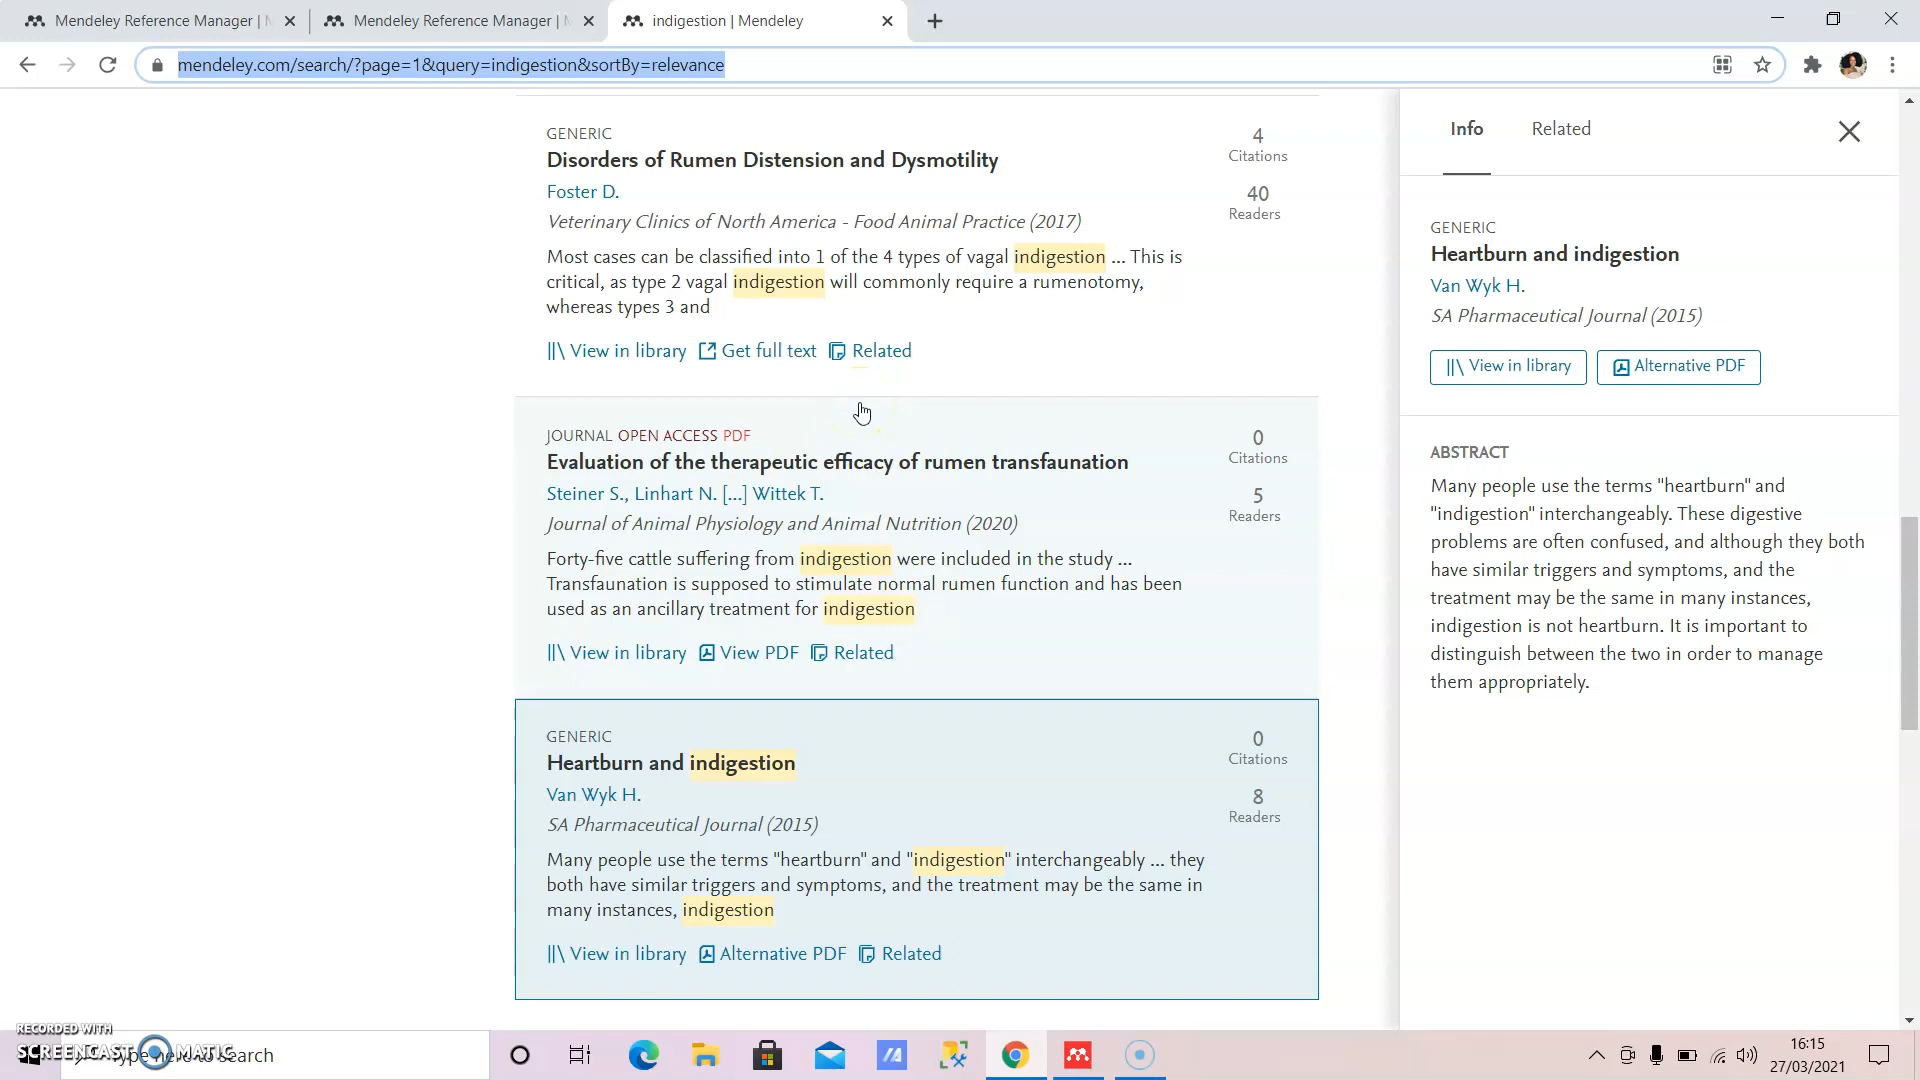 Mendeley Reference Manager |
Mendeley Reference Manager |
indigestion | Mendeley
mendeley.com/search/?page=1&query=indigestion&sortBy=relevance
GENERIC
Disorders of Rumen Distension and Dysmotility
Foster D.
Veterinary Clinics of North America - Food Animal Practice (2017)
Most cases can be classified into 1 of the 4 types of vagal indigestion ... This is
critical, as type 2 vagal indigestion will commonly require a rumenotomy,
whereas types 3 and
View in library Get full text Related
4
Citations
40
Readers
JOURNAL OPEN ACCESS PDF
Evaluation of the therapeutic efficacy of rumen transfaunation
Steiner S., Linhart N. [...] Wittek T.
Journal of Animal Physiology and Animal Nutrition (2020)
Forty-five cattle suffering from indigestion were included in the study ...
Transfaunation is supposed to stimulate normal rumen function and has been
used as an ancillary treatment for indigestion
View in library View PDF Related
0
Citations
5
Readers
GENERIC
Heartburn and indigestion
Van Wyk H.
SA Pharmaceutical Journal (2015)
Many people use the terms "heartburn" and "indigestion" interchangeably ... they
both have similar triggers and symptoms, and the treatment may be the same in
many instances, indigestion
View in library Alternative PDF Related
0
Citations
8
Readers
Info Related
GENERIC
Heartburn and indigestion
Van Wyk H.
SA Pharmaceutical Journal (2015)
View in library Alternative PDF
ABSTRACT
Many people use the terms "heartburn" and
"indigestion" interchangeably. These digestive
problems are often confused, and although they both
have similar triggers and symptoms, and the
treatment may be the same in many instances,
indigestion is not heartburn. It is important to
distinguish between the two in order to manage
them appropriately.
RECORDED WITH
SCREENCAST MATIC
Type here to search
16:15
27/03/2021